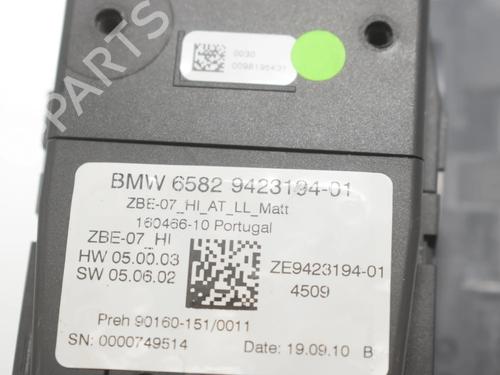 PARTS
0030
0098195431
BMW 6582 9423194-01
ZBE-07_HI_AT_LL_Matt
160466-10 Portugal
ZBE-07_HI
HW 05.00.03
SW 05.06.02
ZE9423194-01
4509
Preh 90160-151/0011
SN: 0000749514
Date: 19.09.10 B